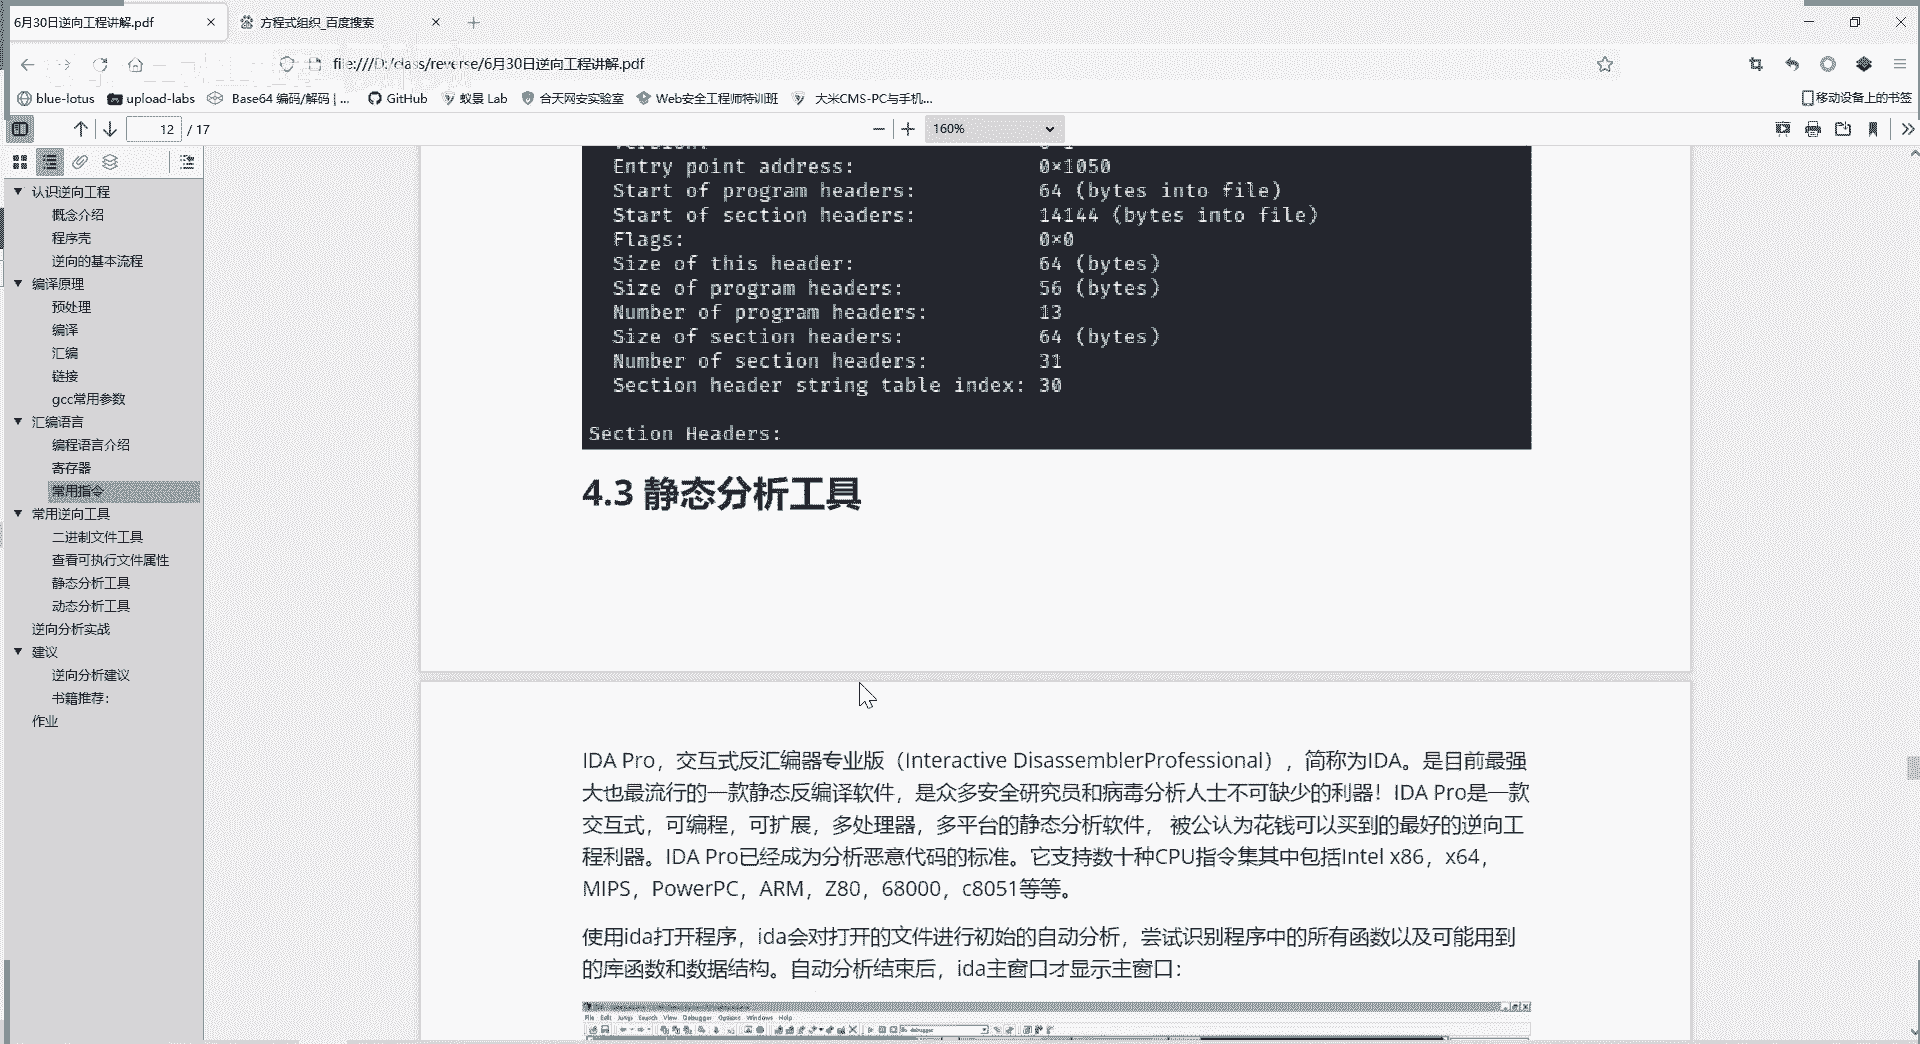 6月30日逆向工程讲解.pdf
方程式组织_百度搜索
file:///D:/class/reverse/6月30日逆向工程讲解.pdf
blue-lotus
upload-labs
Base64 编码/解码 | ...
GitHub
蚁景 Lab
合天网安实验室
Web安全工程师特训班
大米CMS-PC与手机...
移动设备上的书签
12 / 17
160%
认识逆向工程
概念介绍
程序壳
逆向的基本流程
编译原理
预处理
编译
汇编
链接
gcc常用参数
汇编语言
编程语言介绍
寄存器
常用指令
常用逆向工具
二进制文件工具
查看可执行文件属性
静态分析工具
动态分析工具
逆向分析实战
建议
逆向分析建议
书籍推荐：
作业
Entry point address: 0×1050
Start of program headers: 64 (bytes into file)
Start of section headers: 14144 (bytes into file)
Flags: 0×0
Size of this header: 64 (bytes)
Size of program headers: 56 (bytes)
Number of program headers: 13
Size of section headers: 64 (bytes)
Number of section headers: 31
Section header string table index: 30
Section Headers:
4.3 静态分析工具
IDA Pro，交互式反汇编器专业版（Interactive DisassemblerProfessional），简称为IDA。是目前最强
大也最流行的一款静态反编译软件，是众多安全研究员和病毒分析人士不可缺少的利器！IDA Pro是一款
交互式，可编程，可扩展，多处理器，多平台的静态分析软件， 被公认为花钱可以买到的最好的逆向工
程利器。IDA Pro已经成为分析恶意代码的标准。它支持数十种CPU指令集其中包括Intel x86，x64，
MIPS，PowerPC，ARM，Z80，68000，c8051等等。
使用ida打开程序，ida会对打开的文件进行初始的自动分析，尝试识别程序中的所有函数以及可能用到
的库函数和数据结构。自动分析结束后，ida主窗口才显示主窗口：
File Edit Jump Search View Debugger Options Windows Help